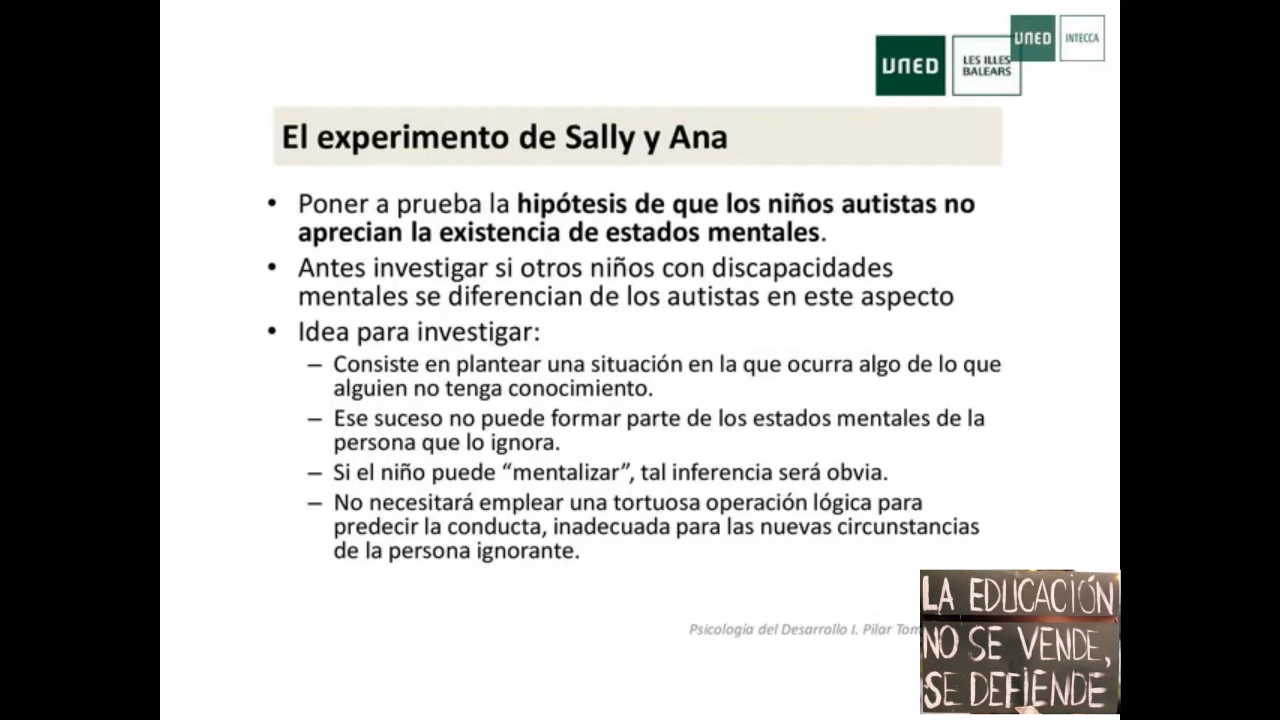 UNED
INTECCA
UNED
LES ILLES
BALEARS
El experimento de Sally y Ana
• Poner a prueba la hipótesis de que los niños autistas no
aprecian la existencia de estados mentales.
• Antes investigar si otros niños con discapacidades
mentales se diferencian de los autistas en este aspecto
• Idea para investigar:
– Consiste en plantear una situación en la que ocurra algo de lo que
alguien no tenga conocimiento.
– Ese suceso no puede formar parte de los estados mentales de la
persona que lo ignora.
– Si el niño puede “mentalizar”, tal inferencia será obvia.
– No necesitará emplear una tortuosa operación lógica para
predecir la conducta, inadecuada para las nuevas circunstancias
de la persona ignorante.
Psicología del Desarrollo I. Pilar
LA EDUCACIÓN
NO SE VENDE,
SE DEFIENDE